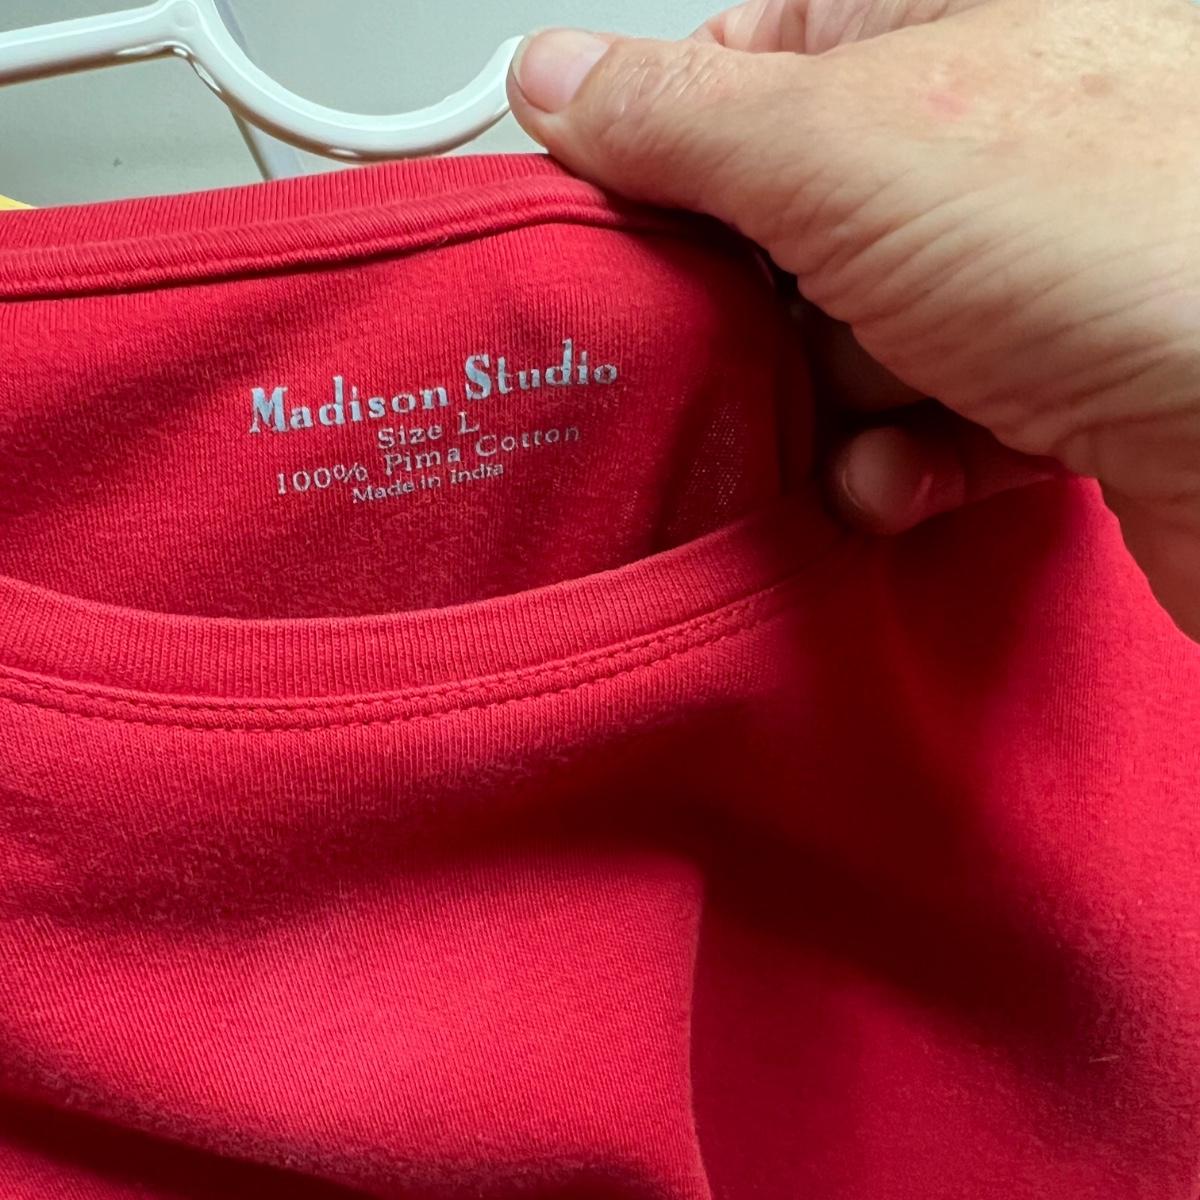 Madison Studio
Size L
100% Pima Cotton
Made in India